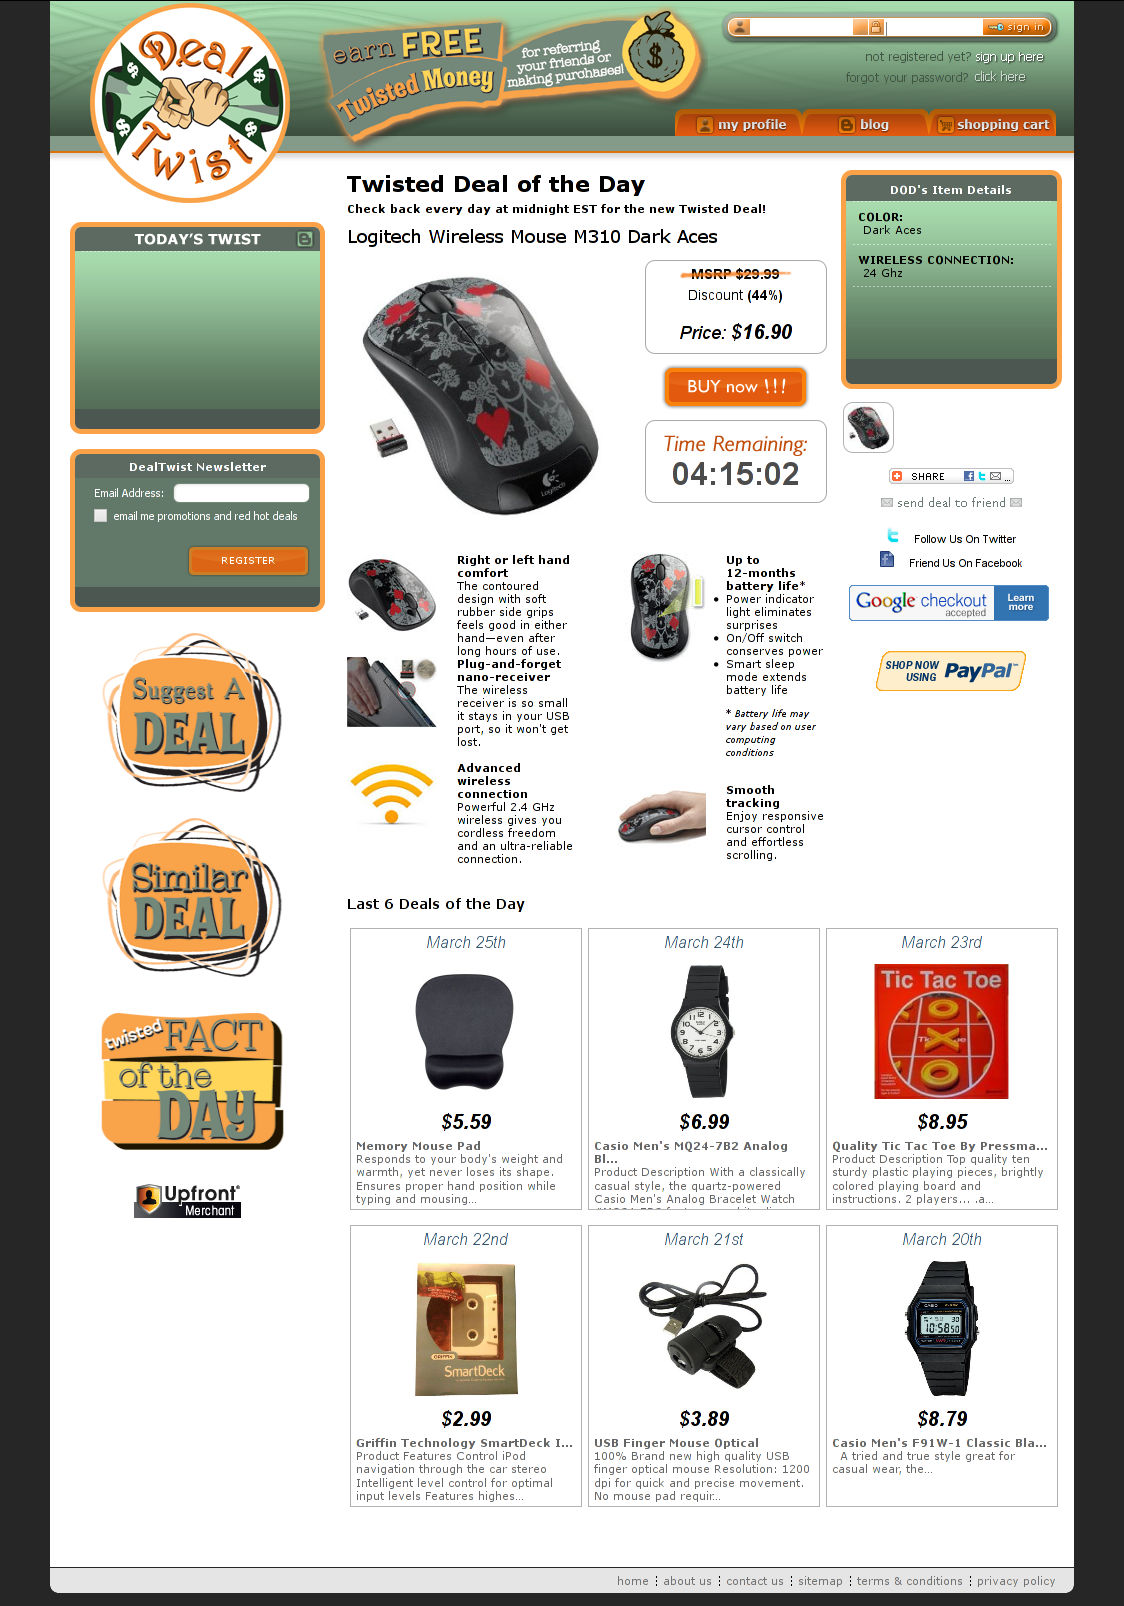 Deal
Twist
$
$
$
$
earn FREE
Twisted Money
for referring
your friends or
making purchases!
$
sign in
not registered yet? sign up here
forgot your password? click here
my profile
blog
shopping cart
TODAY'S TWIST
DealTwist Newsletter
Email Address:
email me promotions and red hot deals
REGISTER
Suggest A
DEAL
Similar
DEAL
twisted FACT
of the
DAY
Upfront
Merchant
Twisted Deal of the Day
Check back every day at midnight EST for the new Twisted Deal!
Logitech Wireless Mouse M310 Dark Aces
Logitech
MSRP $29.99
Discount (44%)
Price: $16.90
BUY now !!!
Time Remaining:
04:15:02
DOD's Item Details
COLOR:
Dark Aces
WIRELESS CONNECTION:
24 Ghz
SHARE
...
send deal to friend
Follow Us On Twitter
Friend Us On Facebook
Google checkout
accepted
Learn
more
SHOP NOW
USING
PayPal
Right or left hand
comfort
The contoured
design with soft
rubber side grips
feels good in either
hand—even after
long hours of use.
Plug-and-forget
nano-receiver
The wireless
receiver is so small
it stays in your USB
port, so it won't get
lost.
Advanced
wireless
connection
Powerful 2.4 GHz
wireless gives you
cordless freedom
and an ultra-reliable
connection.
Up to
12-months
battery life*
• Power indicator
light eliminates
surprises
• On/Off switch
conserves power
• Smart sleep
mode extends
battery life
* Battery life may
vary based on user
computing
conditions
Smooth
tracking
Enjoy responsive
cursor control
and effortless
scrolling.
Last 6 Deals of the Day
March 25th
$5.59
Memory Mouse Pad
Responds to your body's weight and
warmth, yet never loses its shape.
Ensures proper hand position while
typing and mousing...
March 24th
$6.99
Casio Men's MQ24-7B2 Analog
Bl...
Product Description With a classically
casual style, the quartz-powered
Casio Men's Analog Bracelet Watch
March 23rd
Tic Tac Toe
$8.95
Quality Tic Tac Toe By Pressma...
Product Description Top quality ten
sturdy plastic playing pieces, brightly
colored playing board and
instructions. 2 players... .a...
March 22nd
GRIFFIN
SmartDeck
$2.99
Griffin Technology SmartDeck I...
Product Features Control iPod
navigation through the car stereo
Intelligent level control for optimal
input levels Features highes...
March 21st
$3.89
USB Finger Mouse Optical
100% Brand new high quality USB
finger optical mouse Resolution: 1200
dpi for quick and precise movement.
No mouse pad requir...
March 20th
CASIO
10:58 50
$8.79
Casio Men's F91W-1 Classic Bla...
A tried and true style great for
casual wear, the...
home
about us
contact us
sitemap
terms & conditions
privacy policy